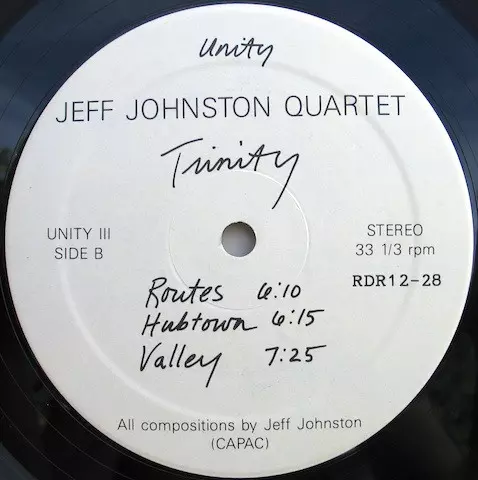 Unity
JEFF JOHNSTON QUARTET
Trinity
UNITY III
SIDE B
STEREO
33 1/3 rpm
RDR12-28
Routes 6:10
Hubtown 6:15
Valley 7:25
All compositions by Jeff Johnston
(CAPAC)